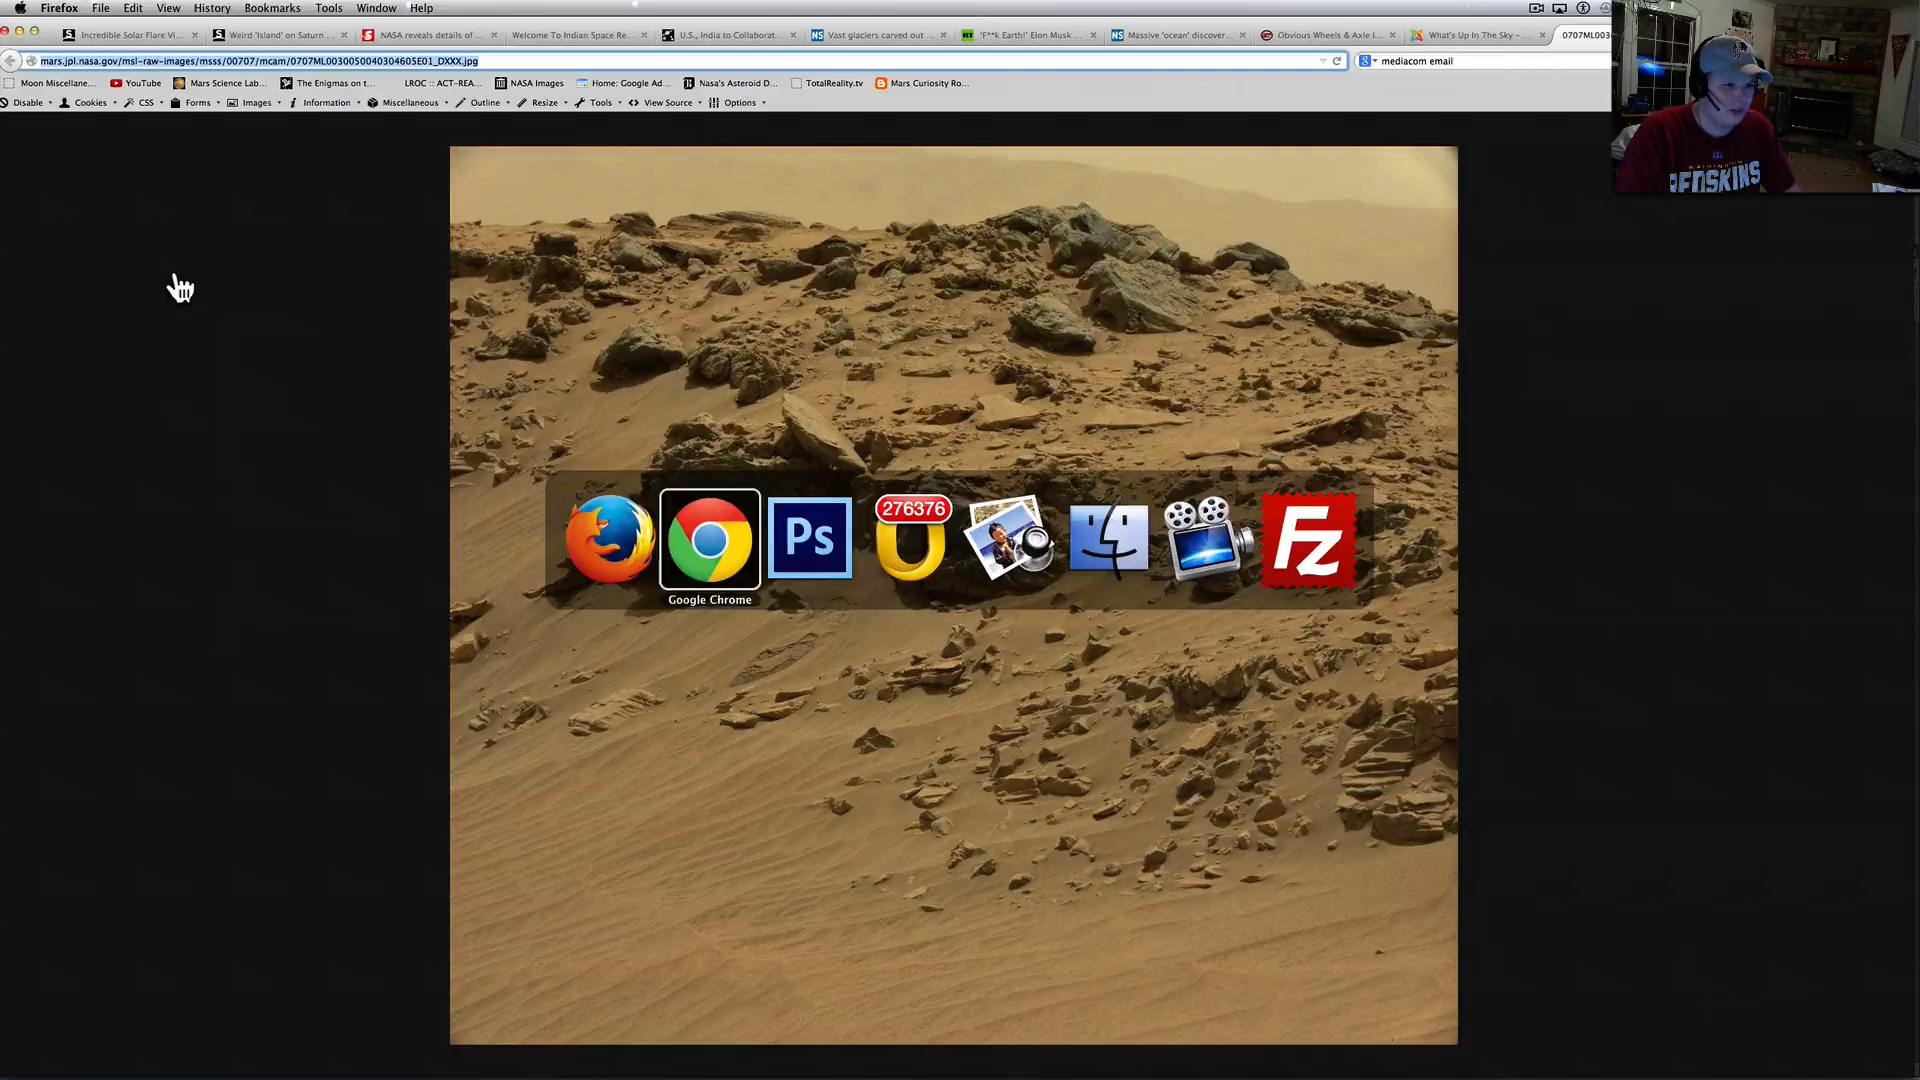 Firefox File Edit View History Bookmarks Tools Window Help
Incredible Solar Flare Vi... Weird 'Island' on Saturn ... NASA reveals details of ... Welcome To Indian Space Re... U.S., India to Collaborat... Vast glaciers carved out ... 'F**k Earth!' Elon Musk ... Massive 'ocean' discover... Obvious Wheels & Axle i... What's Up In The Sky – ... 0707ML003
mars.jpl.nasa.gov/msl-raw-images/msss/00707/mcam/0707ML0030050040304605E01_DXXX.jpg mediacom email
Moon Miscellane... YouTube Mars Science Lab... The Enigmas on t... LROC :: ACT-REA... NASA Images Home: Google Ad... Nasa's Asteroid D... TotalReality.tv Mars Curiosity Ro...
Disable Cookies CSS Forms Images Information Miscellaneous Outline Resize Tools View Source Options
WASHINGTON
REDSKINS
276376
Ps
Fz
Google Chrome